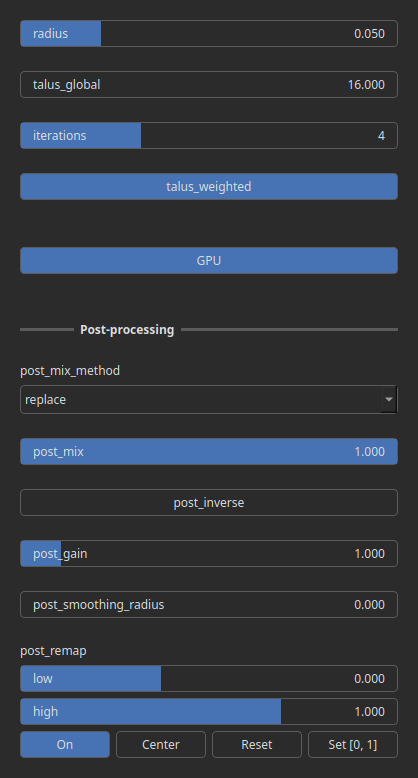 radius 0.050
talus_global 16.000
iterations 4
talus_weighted
GPU
Post-processing
post_mix_method
replace
post_mix 1.000
post_inverse
post_gain 1.000
post_smoothing_radius 0.000
post_remap
low 0.000
high 1.000
On Center Reset Set [0, 1]